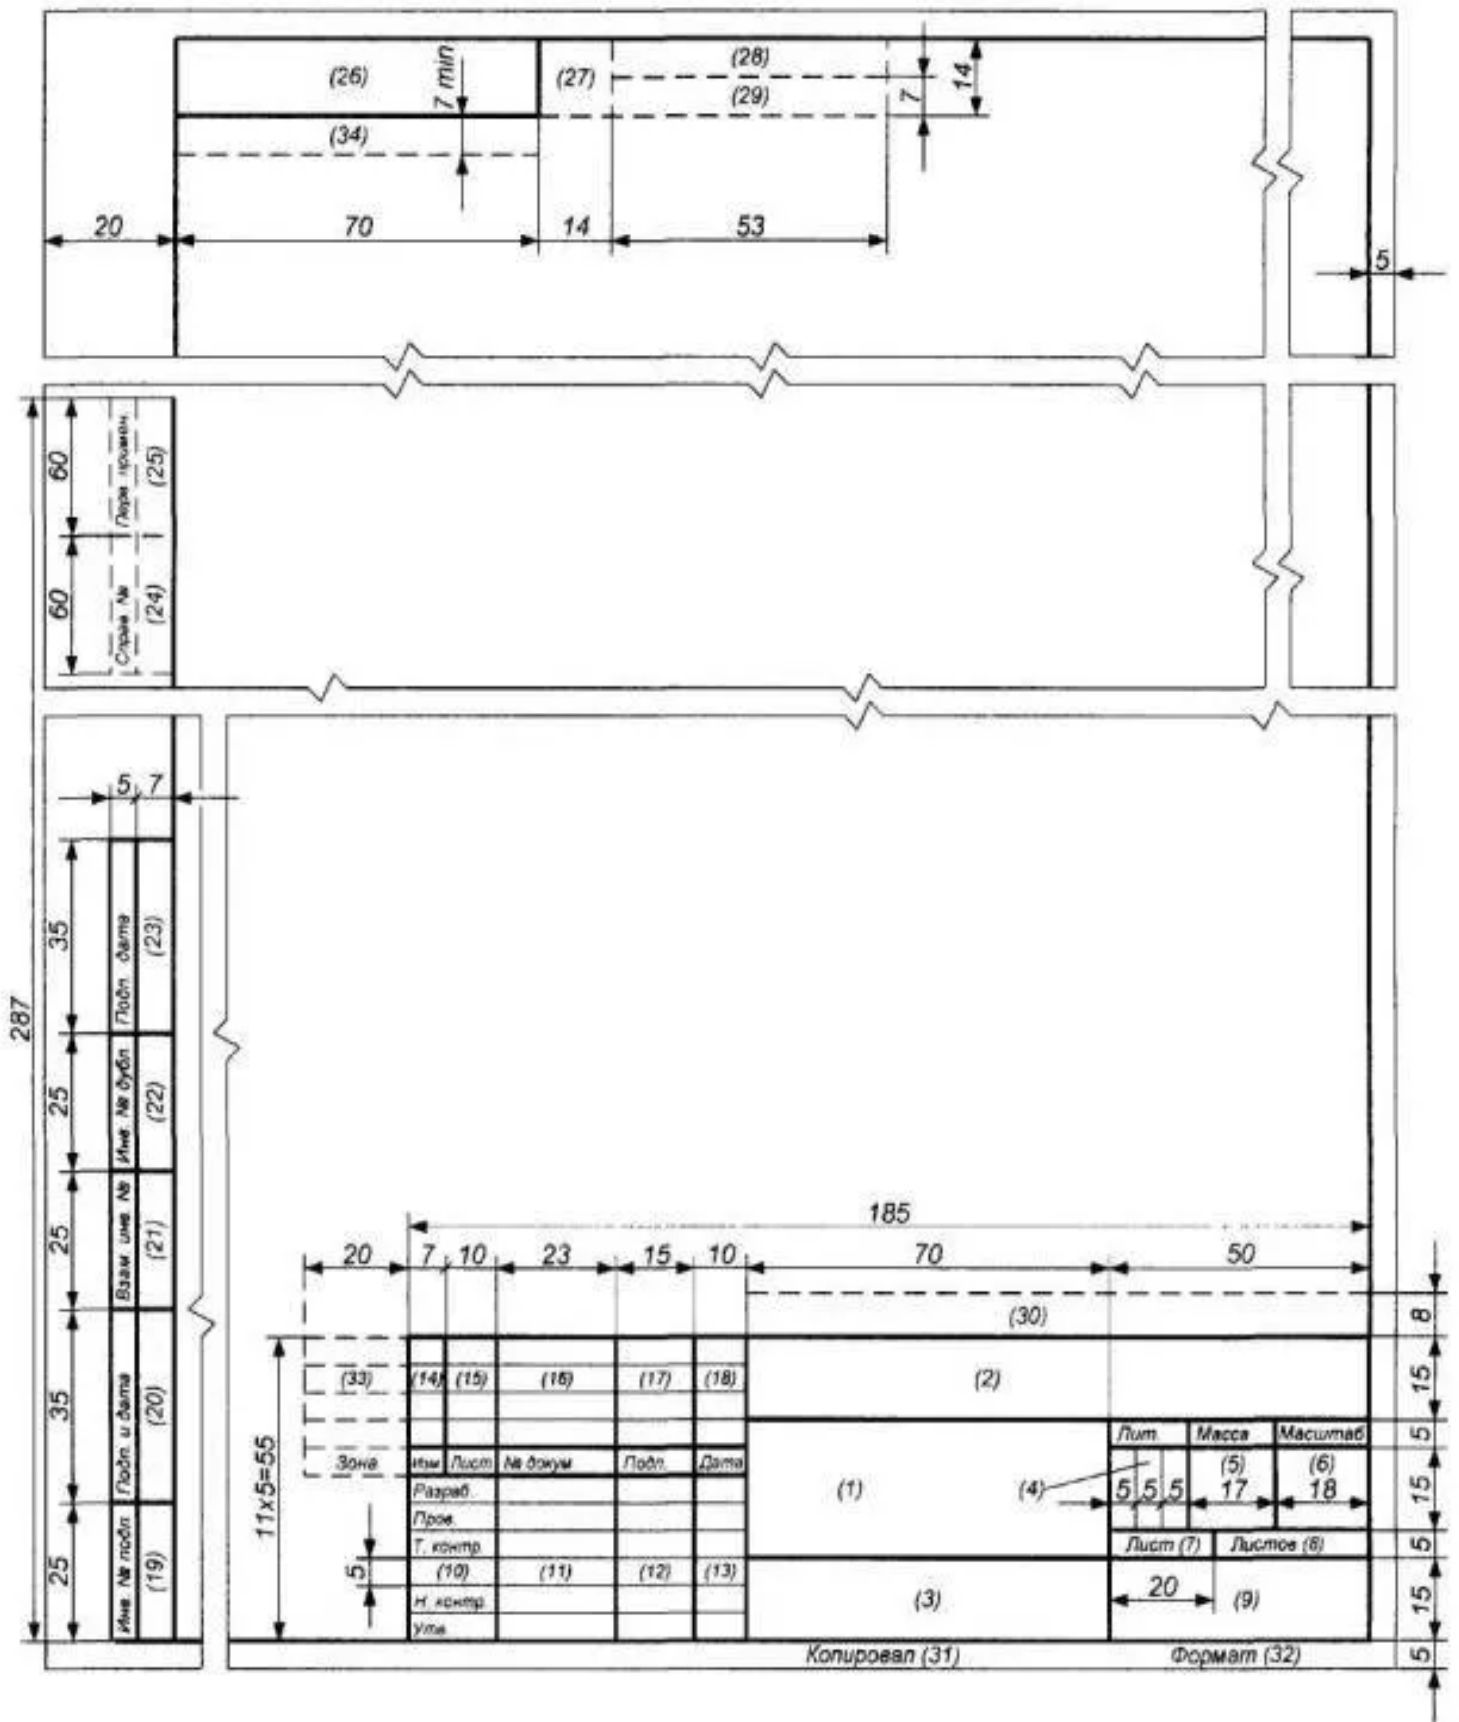 (26)
7 min
(27)
(28)
(29)
7
14
(34)
20
70
14
53
5
60
Перв. примен.
(25)
60
Справ. №
(24)
287
5
7
35
Подп. дата
(23)
25
Инв. № дубл
(22)
25
Взам. инв. №
(21)
35
Подп. и дата
(20)
25
Инв. № подл
(19)
185
20
7
10
23
15
10
70
50
(30)
8
11x5=55
(33)
(14)
(15)
(16)
(17)
(18)
(2)
15
Зона
Изм
Лист
№ докум
Подп.
Дата
Лит.
Масса
Масштаб
5
(1)
(4)
(5)
(6)
5
5
5
17
18
15
Разраб.
Пров.
Т. контр.
Лист (7)
Листов (8)
5
5
(10)
(11)
(12)
(13)
(3)
20
(9)
15
Н. контр.
Утв.
Копировал (31)
Формат (32)
5